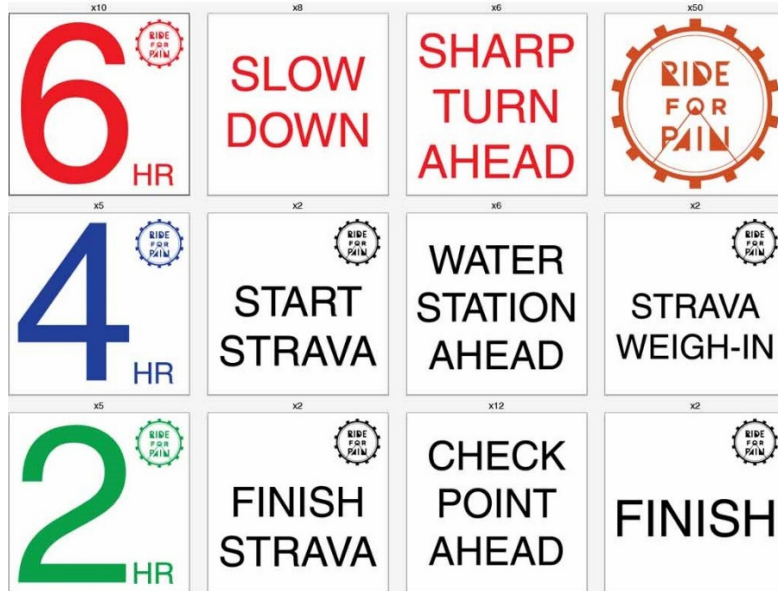 x10
6
HR
RIDE
FOR
PAIN
x8
SLOW
DOWN
x6
SHARP
TURN
AHEAD
x50
RIDE
FOR
PAIN
x5
4
HR
RIDE
FOR
PAIN
x2
RIDE
FOR
PAIN
START
STRAVA
x6
WATER
STATION
AHEAD
x2
RIDE
FOR
PAIN
STRAVA
WEIGH-IN
x5
2
HR
RIDE
FOR
PAIN
x2
RIDE
FOR
PAIN
FINISH
STRAVA
x12
CHECK
POINT
AHEAD
x2
RIDE
FOR
PAIN
FINISH